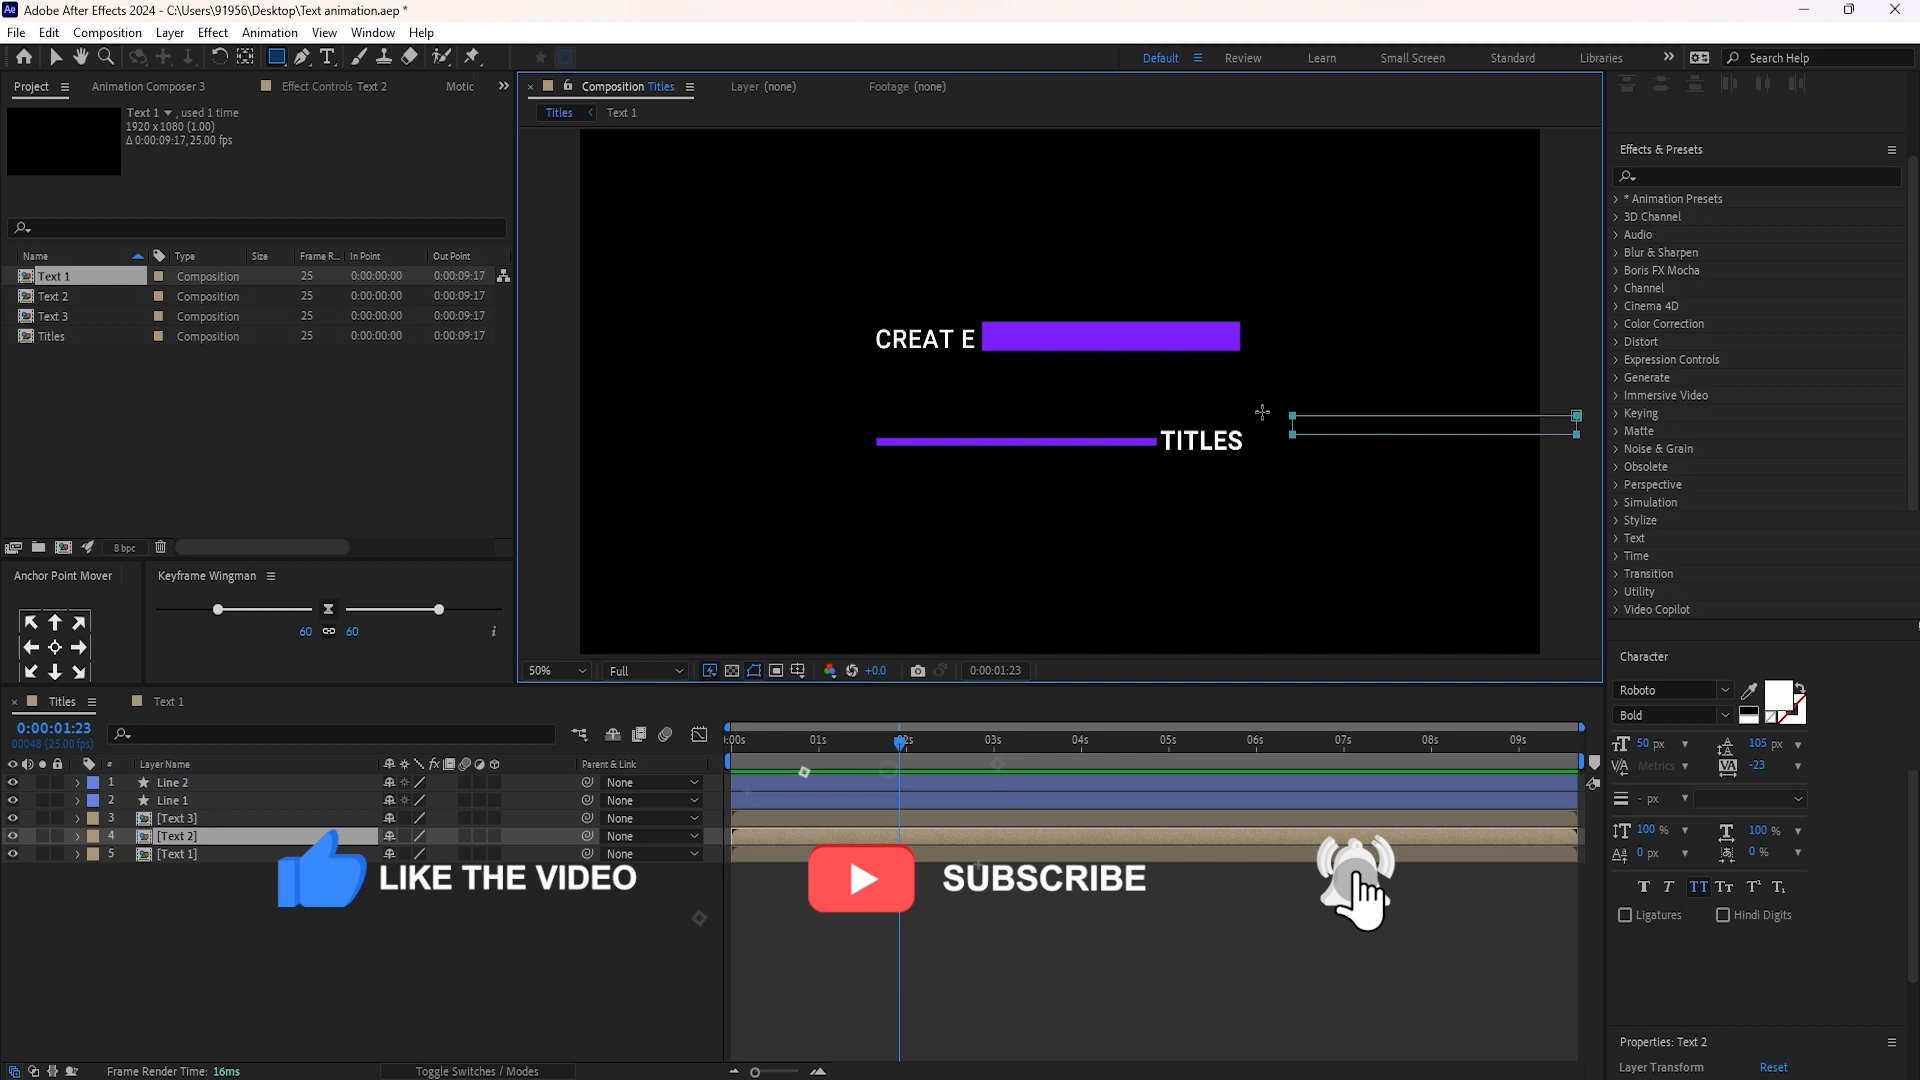 Adobe After Effects 2024 - C:\Users\91956\Desktop\Text animation.aep *
File Edit Composition Layer Effect Animation View Window Help
Default Review Learn Small Screen Standard Libraries Search Help
Project Animation Composer 3 Effect Controls Text 2 Motic
Composition Titles Layer (none) Footage (none)
Titles Text 1
Text 1 , used 1 time
1920 x 1080 (1.00)
Δ 0:00:09:17, 25.00 fps
Name Type Size Frame R... In Point Out Point
Text 1 Composition 25 0:00:00:00 0:00:09:17
Text 2 Composition 25 0:00:00:00 0:00:09:17
Text 3 Composition 25 0:00:00:00 0:00:09:17
Titles Composition 25 0:00:00:00 0:00:09:17
8 bpc
Anchor Point Mover Keyframe Wingman
60 60
CREAT E
TITLES
50% Full +0.0 0:00:01:23
Effects & Presets
* Animation Presets
3D Channel
Audio
Blur & Sharpen
Boris FX Mocha
Channel
Cinema 4D
Color Correction
Distort
Expression Controls
Generate
Immersive Video
Keying
Matte
Noise & Grain
Obsolete
Perspective
Simulation
Stylize
Text
Time
Transition
Utility
Video Copilot
Character
Roboto
Bold
50 px 105 px
Metrics -23
- px
100 % 100 %
0 px 0 %
Ligatures Hindi Digits
Properties: Text 2
Layer Transform Reset
Titles Text 1
0:00:01:23
00048 (25.00 fps)
:00s 01s 02s 03s 04s 05s 06s 07s 08s 09s
# Layer Name Parent & Link
1 Line 2 None
2 Line 1 None
3 [Text 3] None
4 [Text 2] None
5 [Text 1] None
LIKE THE VIDEO SUBSCRIBE
Frame Render Time: 16ms Toggle Switches / Modes